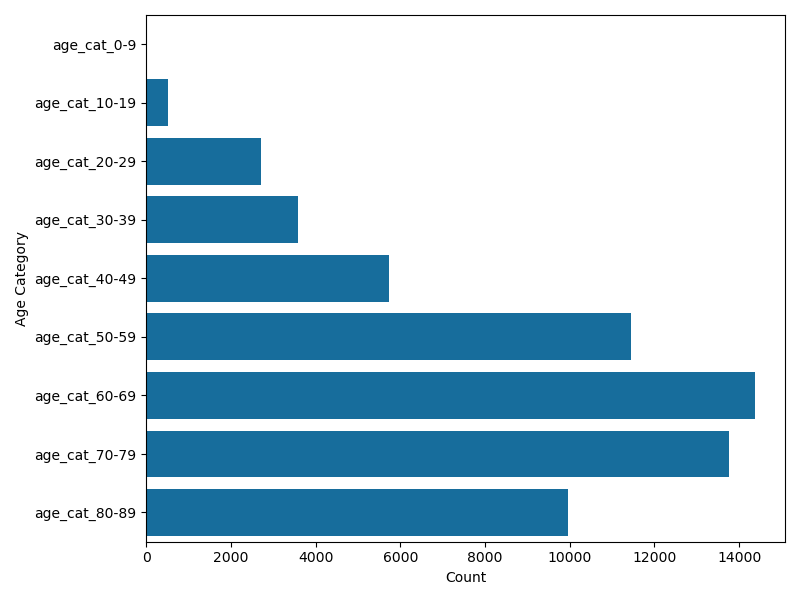 age_cat_0-9
age_cat_10-19
age_cat_20-29
age_cat_30-39
age_cat_40-49
age_cat_50-59
age_cat_60-69
age_cat_70-79
age_cat_80-89
Age Category
0 2000 4000 6000 8000 10000 12000 14000
Count